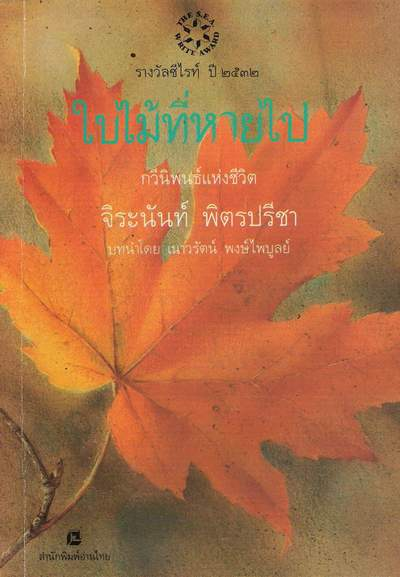 THE S.E.A.
WRITE AWARD
รางวัลซีไรท์ ปี ๒๕๓๒
ใบไม้ที่หายไป
กวีนิพนธ์แห่งชีวิต
จิระนันท์ พิตรปรีชา
บทนำโดย เนาวรัตน์ พงษ์ไพบูลย์
สำนักพิมพ์อ่านไทย